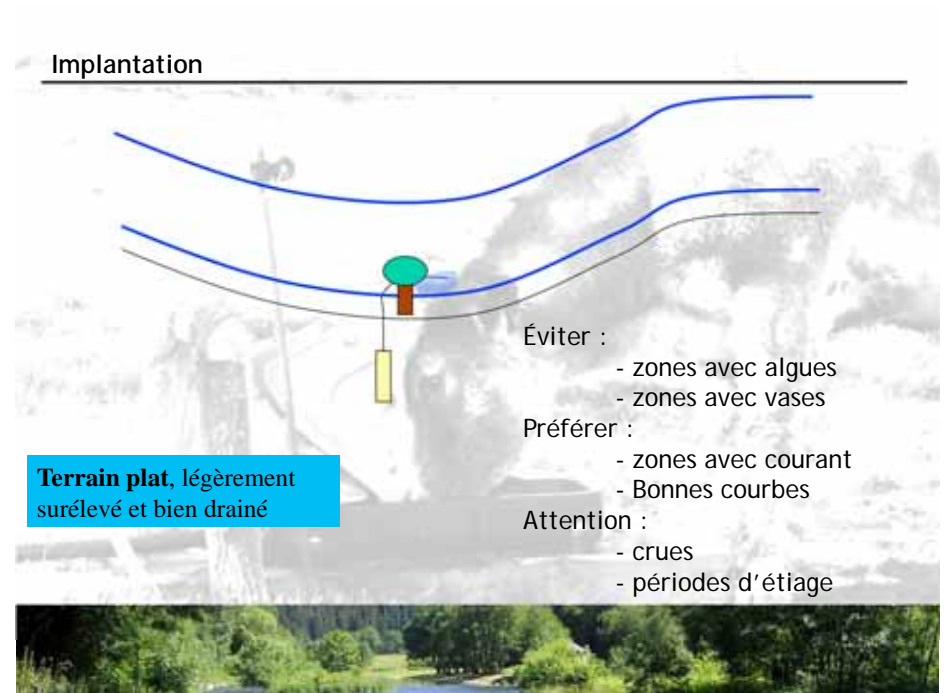 Implantation
Éviter :
- zones avec algues
- zones avec vases
Préférer :
- zones avec courant
- Bonnes courbes
Attention :
- crues
- périodes d'étiage
Terrain plat, légèrement
surélevé et bien drainé